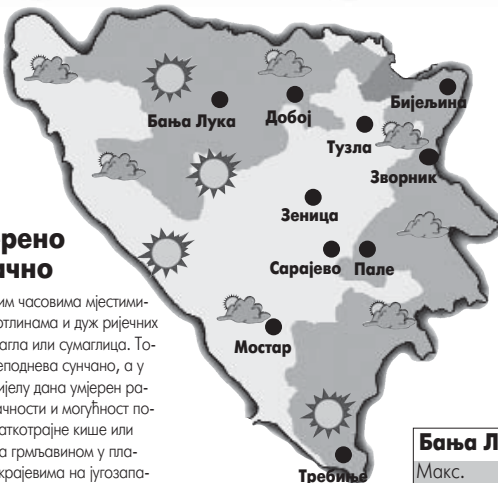 Бања Лука
Добој
Бијељина
Тузла
Зворник
Зеница
Сарајево
Пале
Мостар
Требиње
рено
чно
им часовима мјестими-
отлинама и дуж ријечних
агла или сумаглица. То-
еподнева сунчано, а у
ијелу дана умјерен ра-
ачности и могућност по-
аткотрајне кише или
а грмљавином у пла-
крајевима на југозапа-
Бања Л
Макс.